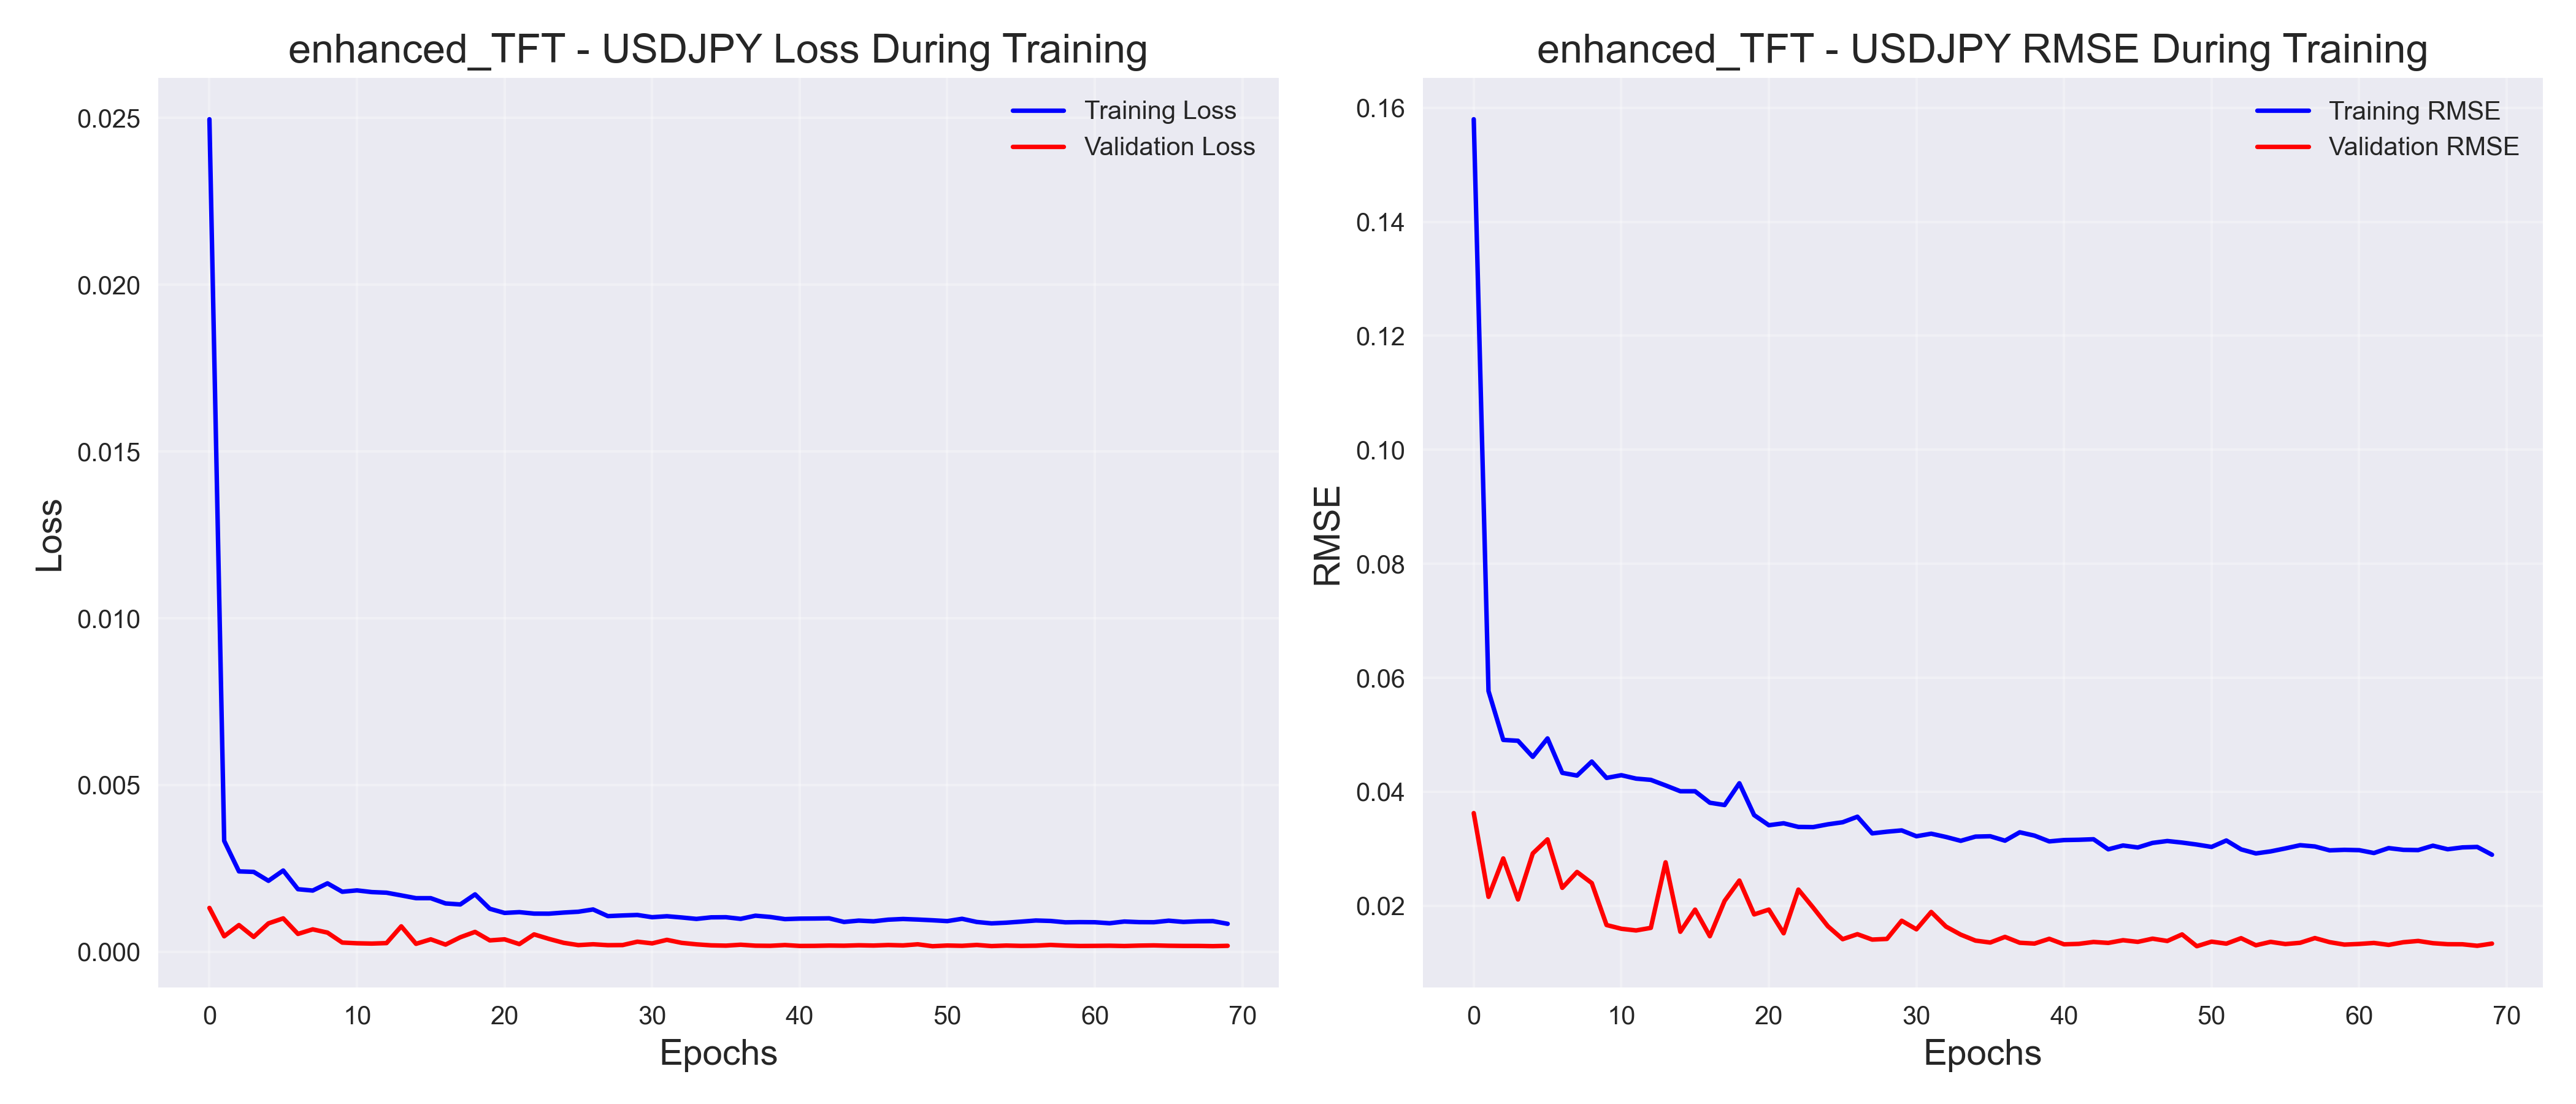 enhanced_TFT - USDJPY Loss During Training
Training Loss
Validation Loss
0.025
0.020
0.015
0.010
0.005
0.000
Loss
0 10 20 30 40 50 60 70
Epochs
enhanced_TFT - USDJPY RMSE During Training
Training RMSE
Validation RMSE
0.16
0.14
0.12
0.10
0.08
0.06
0.04
0.02
RMSE
0 10 20 30 40 50 60 70
Epochs